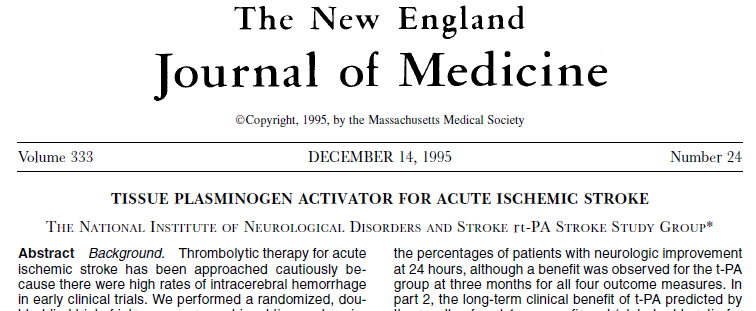 The New England
Journal of Medicine
©Copyright, 1995, by the Massachusetts Medical Society
Volume 333 DECEMBER 14, 1995 Number 24
TISSUE PLASMINOGEN ACTIVATOR FOR ACUTE ISCHEMIC STROKE
THE NATIONAL INSTITUTE OF NEUROLOGICAL DISORDERS AND STROKE rt-PA STROKE STUDY GROUP*
Abstract Background. Thrombolytic therapy for acute
ischemic stroke has been approached cautiously be-
cause there were high rates of intracerebral hemorrhage
in early clinical trials. We performed a randomized, dou-
the percentages of patients with neurologic improvement
at 24 hours, although a benefit was observed for the t-PA
group at three months for all four outcome measures. In
part 2, the long-term clinical benefit of t-PA predicted by